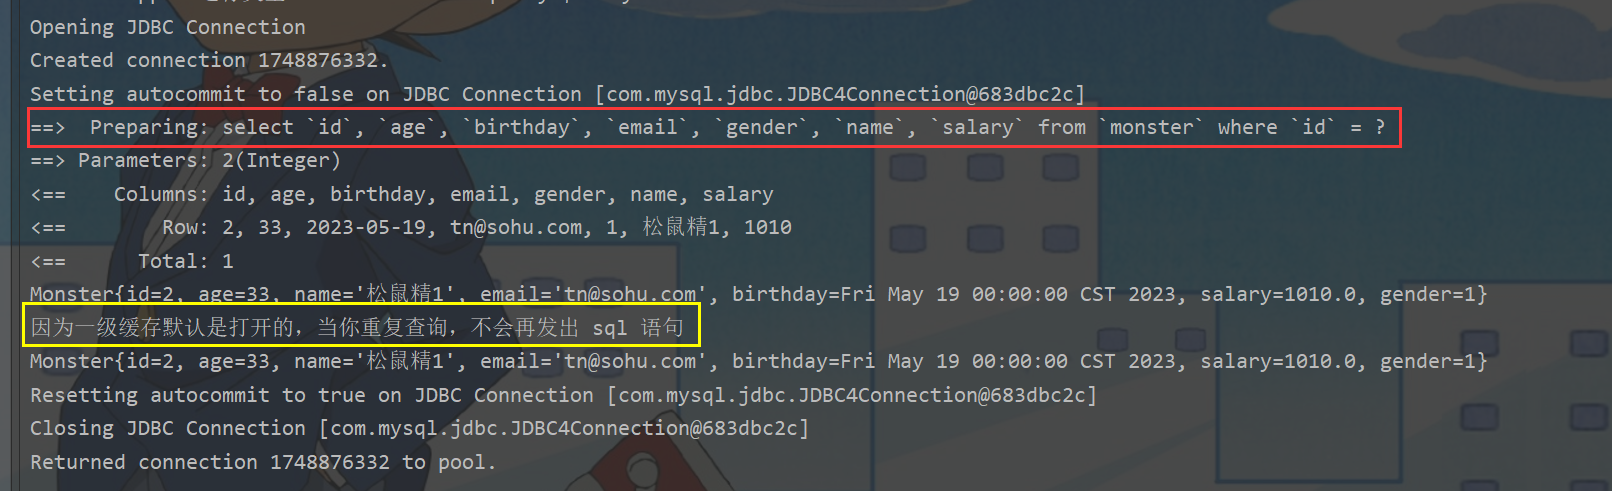 Opening JDBC Connection
Created connection 1748876332.
Setting autocommit to false on JDBC Connection [com.mysql.jdbc.JDBC4Connection@683dbc2c]
==>  Preparing: select `id`, `age`, `birthday`, `email`, `gender`, `name`, `salary` from `monster` where `id` = ?
==> Parameters: 2(Integer)
<==    Columns: id, age, birthday, email, gender, name, salary
<==        Row: 2, 33, 2023-05-19, tn@sohu.com, 1, 松鼠精1, 1010
<==      Total: 1
Monster{id=2, age=33, name='松鼠精1', email='tn@sohu.com', birthday=Fri May 19 00:00:00 CST 2023, salary=1010.0, gender=1}
因为一级缓存默认是打开的，当你重复查询，不会再发出 sql 语句
Monster{id=2, age=33, name='松鼠精1', email='tn@sohu.com', birthday=Fri May 19 00:00:00 CST 2023, salary=1010.0, gender=1}
Resetting autocommit to true on JDBC Connection [com.mysql.jdbc.JDBC4Connection@683dbc2c]
Closing JDBC Connection [com.mysql.jdbc.JDBC4Connection@683dbc2c]
Returned connection 1748876332 to pool.